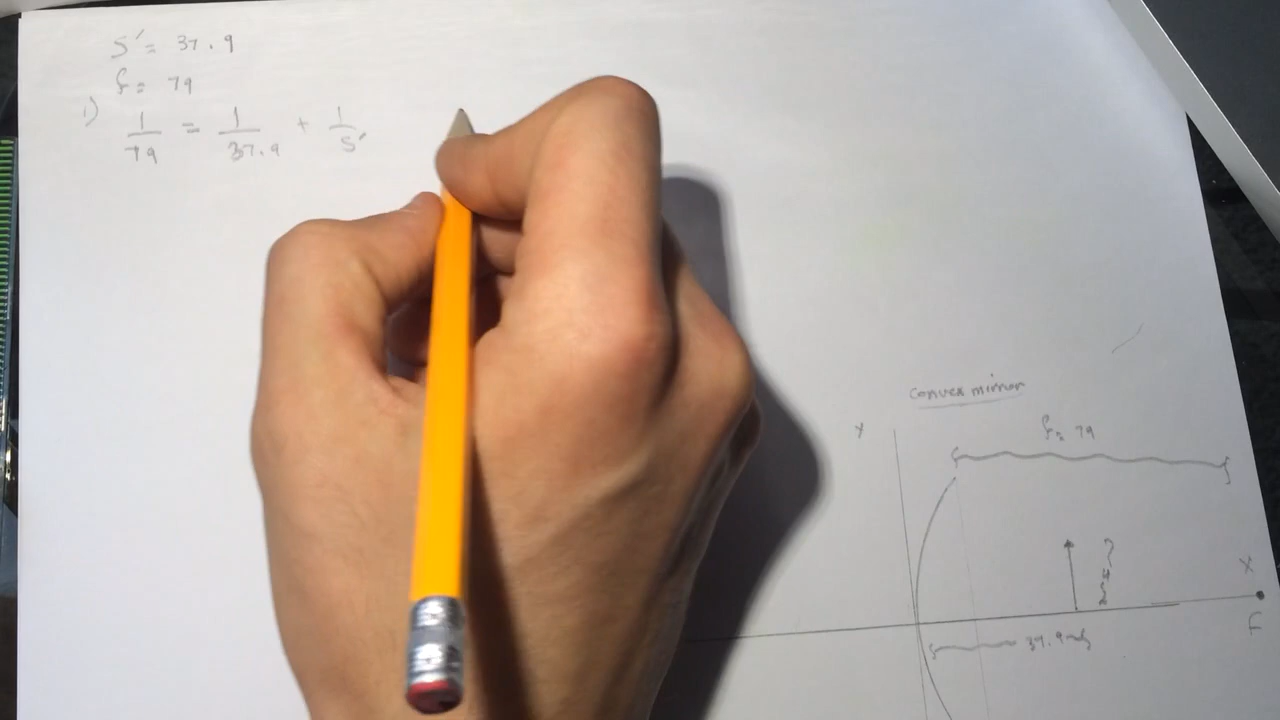 s' = 37.9
f = 79
1) 1/79 = 1/37.9 + 1/s'
convex mirror
Y
f = 79
X
F
37.9